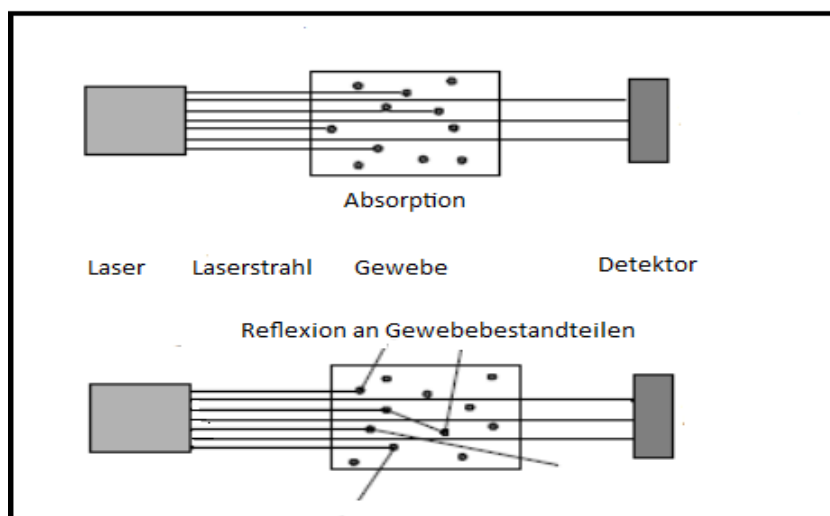 Absorption
Laser Laserstrahl Gewebe Detektor
Reflexion an Gewebebestandteilen